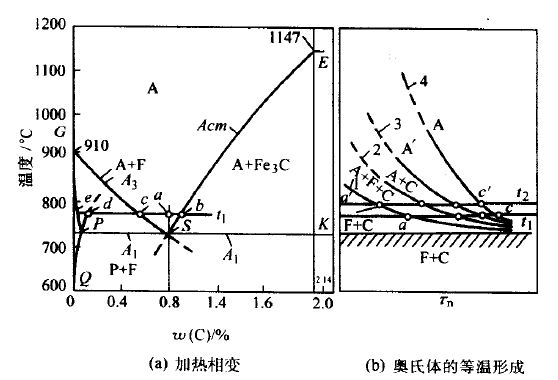 1200
1100
1000
900
800
700
600
温度/°C
G
910
1147
E
A
Acm
A+F
A3
A+Fe3C
e
d
c
a
b
t1
P
S
K
A1
A1
Q
P+F
2.14
0
0.4
0.8
1.2
1.6
2.0
w(C)/%
(a) 加热相变
4
3
A
2
A′
A+C
1
A+F+C
a′
c′
t2
F+C
a
c
t1
F+C
τn
(b) 奥氏体的等温形成